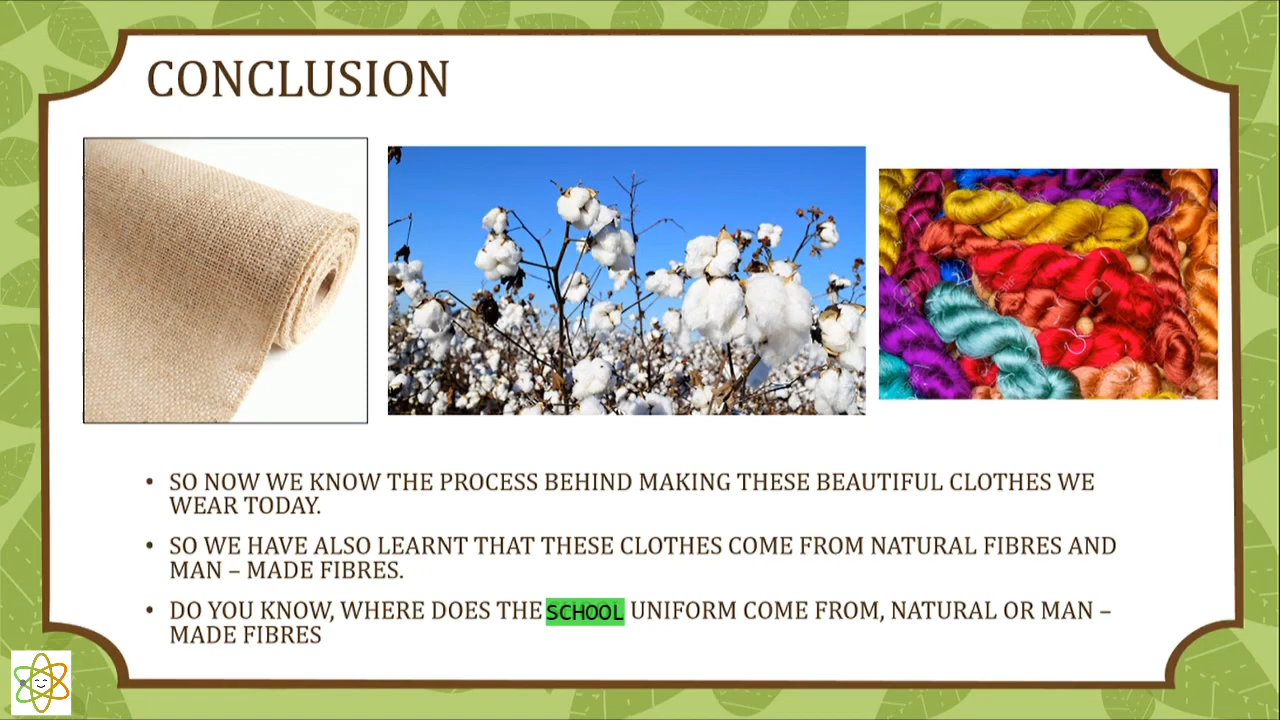 CONCLUSION
• SO NOW WE KNOW THE PROCESS BEHIND MAKING THESE BEAUTIFUL CLOTHES WE
WEAR TODAY.
• SO WE HAVE ALSO LEARNT THAT THESE CLOTHES COME FROM NATURAL FIBRES AND
MAN – MADE FIBRES.
• DO YOU KNOW, WHERE DOES THE SCHOOL UNIFORM COME FROM, NATURAL OR MAN –
MADE FIBRES